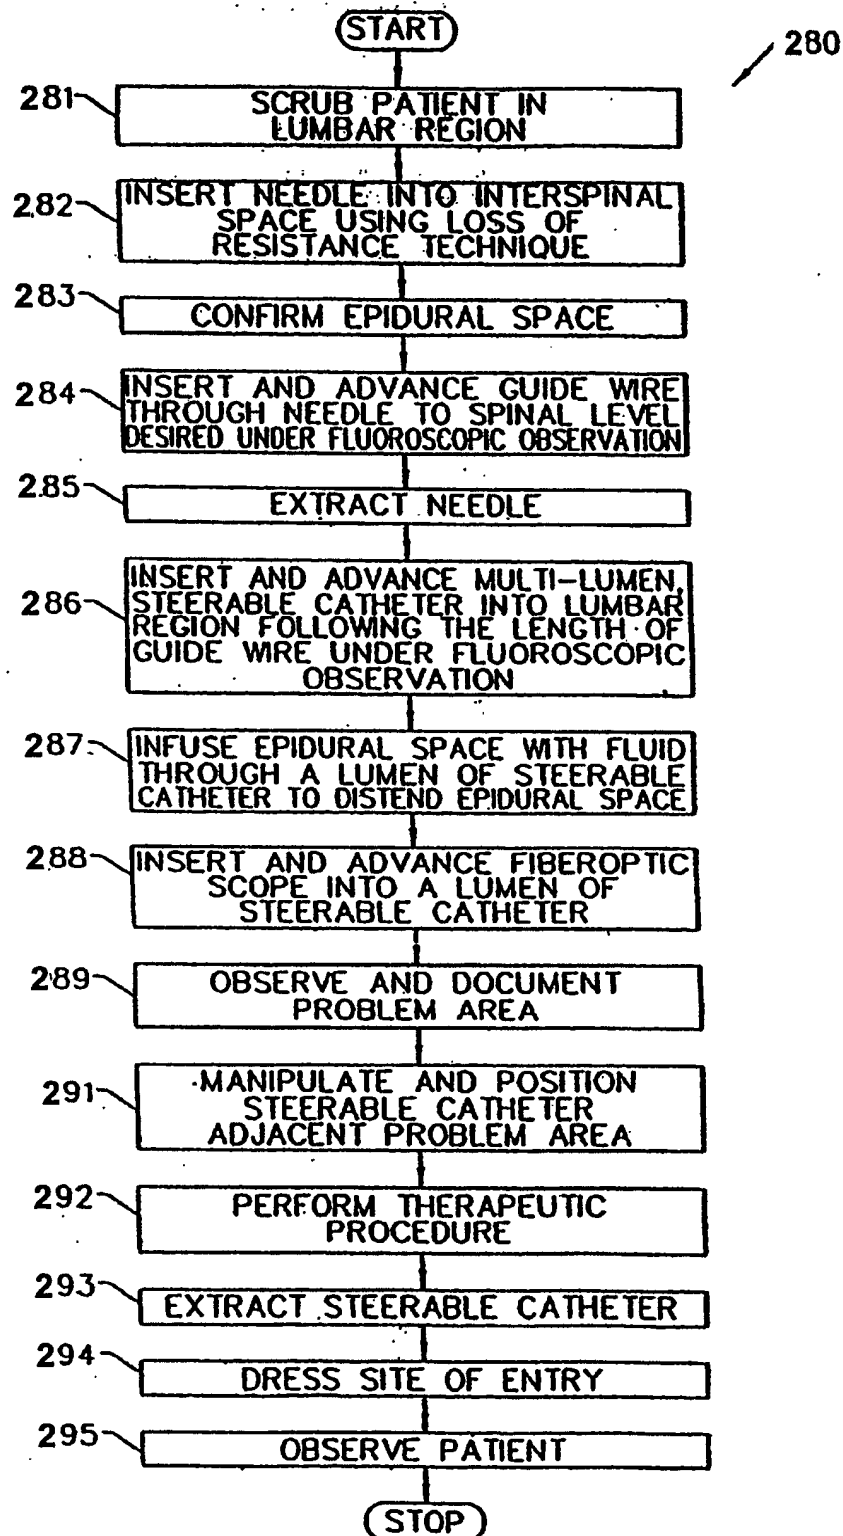 START
280
281
SCRUB PATIENT IN
LUMBAR REGION
282
INSERT NEEDLE INTO INTERSPINAL
SPACE USING LOSS OF
RESISTANCE TECHNIQUE
283
CONFIRM EPIDURAL SPACE
284
INSERT AND ADVANCE GUIDE WIRE
THROUGH NEEDLE TO SPINAL LEVEL
DESIRED UNDER FLUOROSCOPIC OBSERVATION
285
EXTRACT NEEDLE
286
INSERT AND ADVANCE MULTI-LUMEN,
STEERABLE CATHETER INTO LUMBAR
REGION FOLLOWING THE LENGTH OF
GUIDE WIRE UNDER FLUOROSCOPIC
OBSERVATION
287
INFUSE EPIDURAL SPACE WITH FLUID
THROUGH A LUMEN OF STEERABLE
CATHETER TO DISTEND EPIDURAL SPACE
288
INSERT AND ADVANCE FIBEROPTIC
SCOPE INTO A LUMEN OF
STEERABLE CATHETER
289
OBSERVE AND DOCUMENT
PROBLEM AREA
291
MANIPULATE AND POSITION
STEERABLE CATHETER
ADJACENT PROBLEM AREA
292
PERFORM THERAPEUTIC
PROCEDURE
293
EXTRACT STEERABLE CATHETER
294
DRESS SITE OF ENTRY
295
OBSERVE PATIENT
STOP